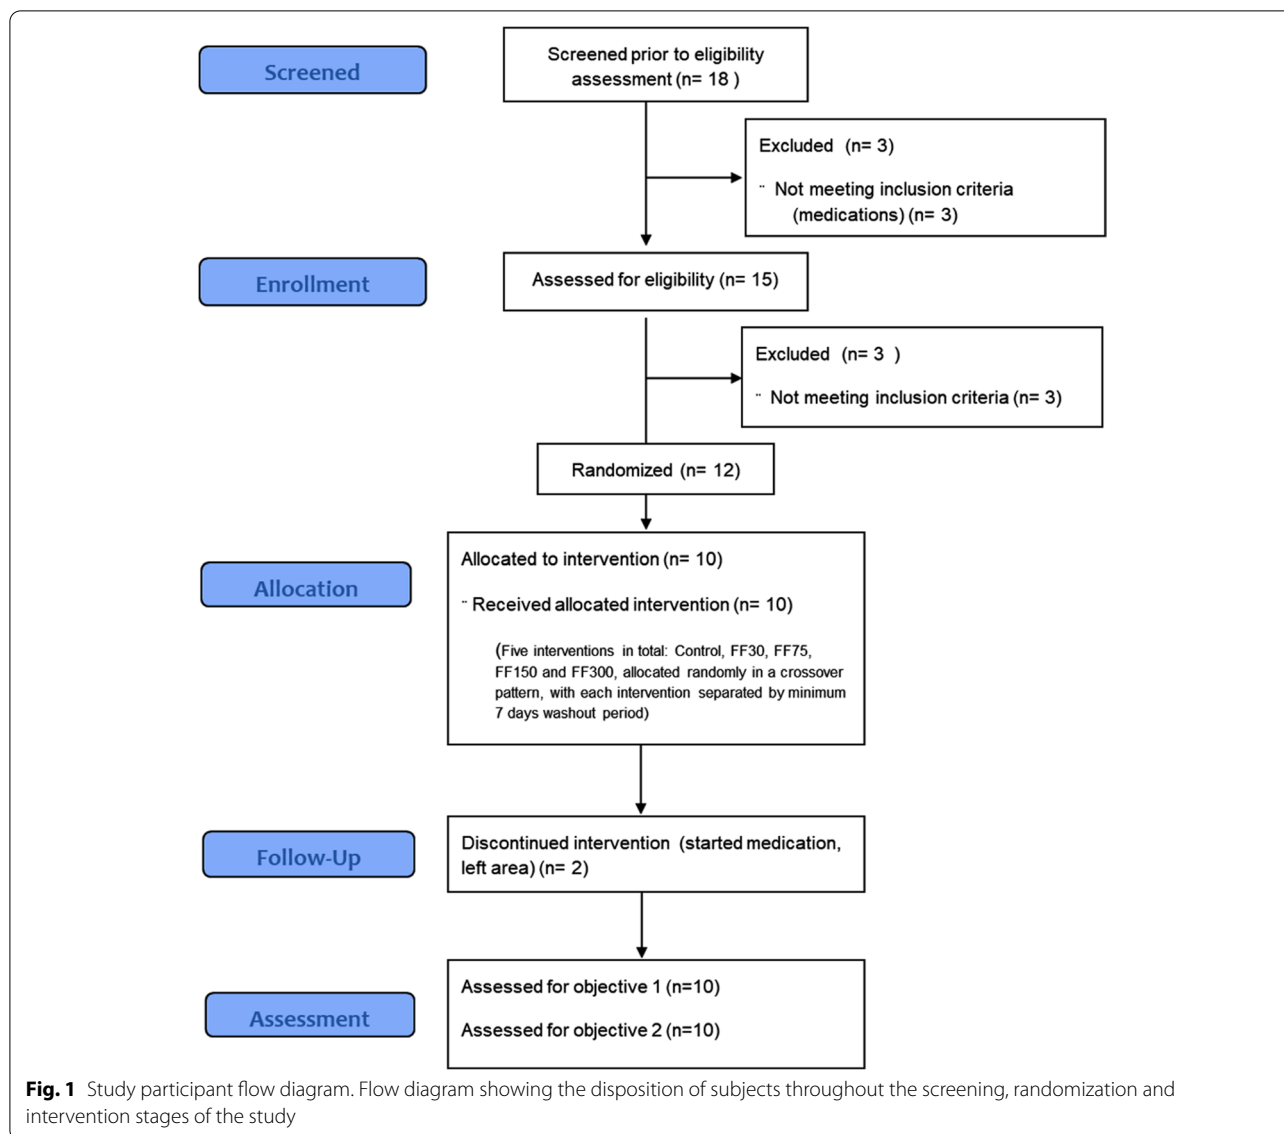 Screened
Screened prior to eligibility
assessment (n= 18 )
Excluded (n= 3)
¨ Not meeting inclusion criteria
(medications) (n= 3)
Enrollment
Assessed for eligibility (n= 15)
Excluded (n= 3 )
¨ Not meeting inclusion criteria (n= 3)
Randomized (n= 12)
Allocation
Allocated to intervention (n= 10)
¨ Received allocated intervention (n= 10)
(Five interventions in total: Control, FF30, FF75,
FF150 and FF300, allocated randomly in a crossover
pattern, with each intervention separated by minimum
7 days washout period)
Follow-Up
Discontinued intervention (started medication,
left area) (n= 2)
Assessment
Assessed for objective 1 (n=10)
Assessed for objective 2 (n=10)
Fig. 1 Study participant flow diagram. Flow diagram showing the disposition of subjects throughout the screening, randomization and
intervention stages of the study